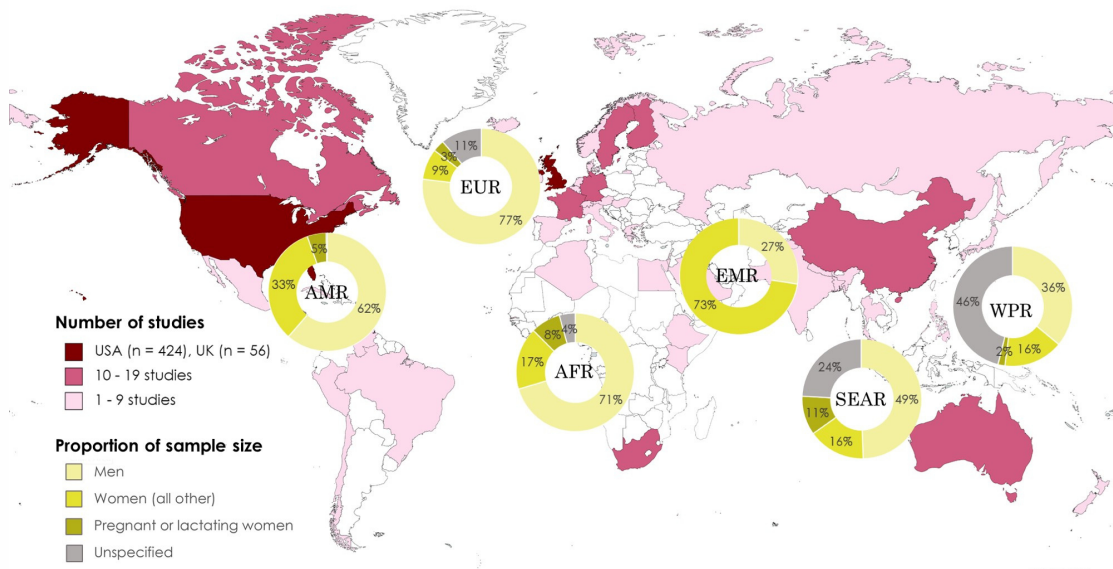 11%
3%
9%
EUR
77%
5%
33%
AMR
62%
27%
EMR
73%
46%
36%
WPR
2%
16%
8%
4%
17%
AFR
71%
24%
49%
11%
SEAR
16%
Number of studies
USA (n = 424), UK (n = 56)
10 - 19 studies
1 - 9 studies
Proportion of sample size
Men
Women (all other)
Pregnant or lactating women
Unspecified